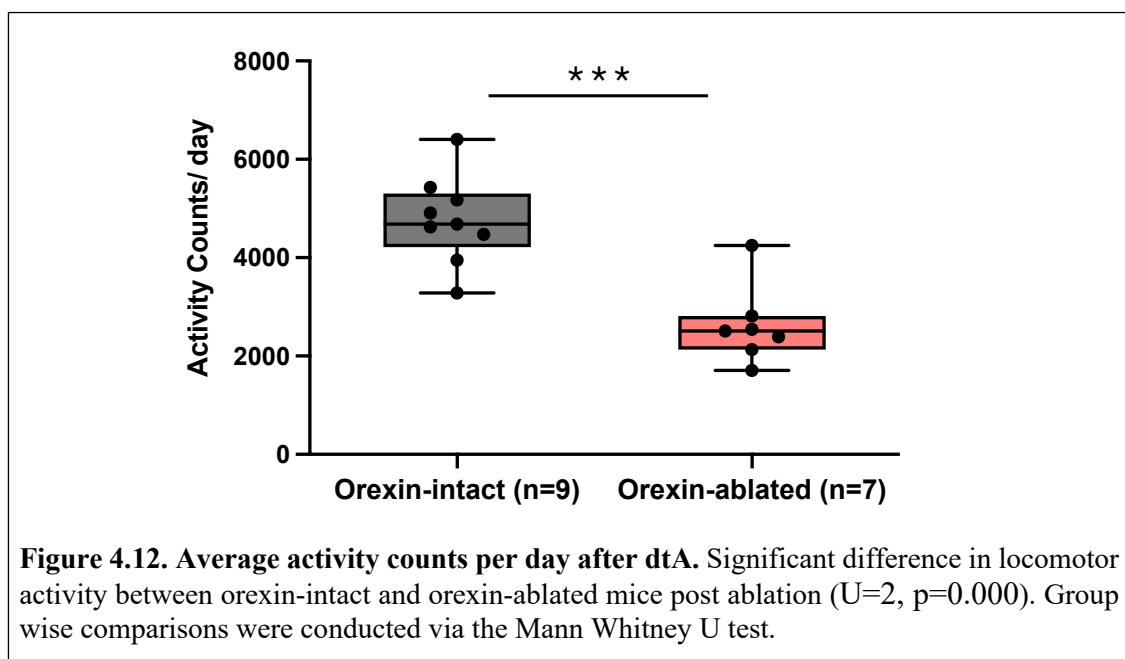 8000
***
6000
4000
2000
0
Activity Counts/ day
Orexin-intact (n=9) Orexin-ablated (n=7)
Figure 4.12. Average activity counts per day after dtA. Significant difference in locomotor
activity between orexin-intact and orexin-ablated mice post ablation (U=2, p=0.000). Group
wise comparisons were conducted via the Mann Whitney U test.